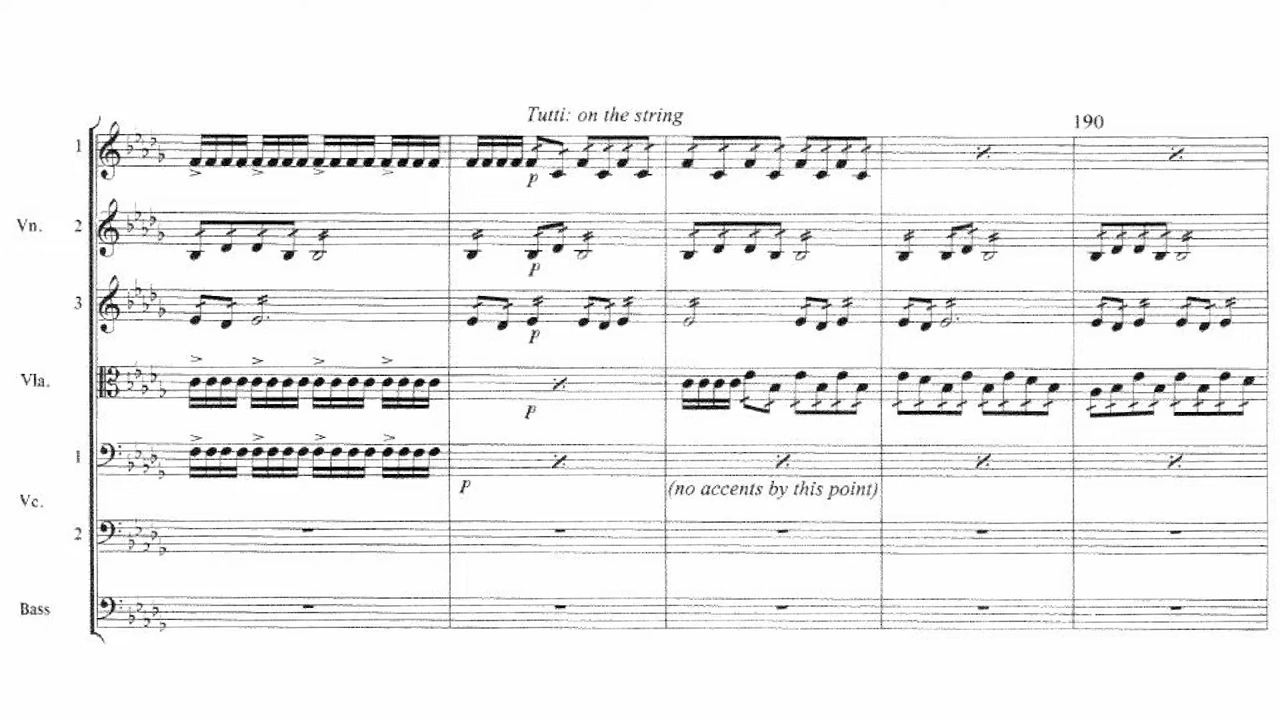 Tutti: on the string
190
1
p
Vn. 2
p
3
p
Vla.
p
1
p (no accents by this point)
Vc.
2
Bass